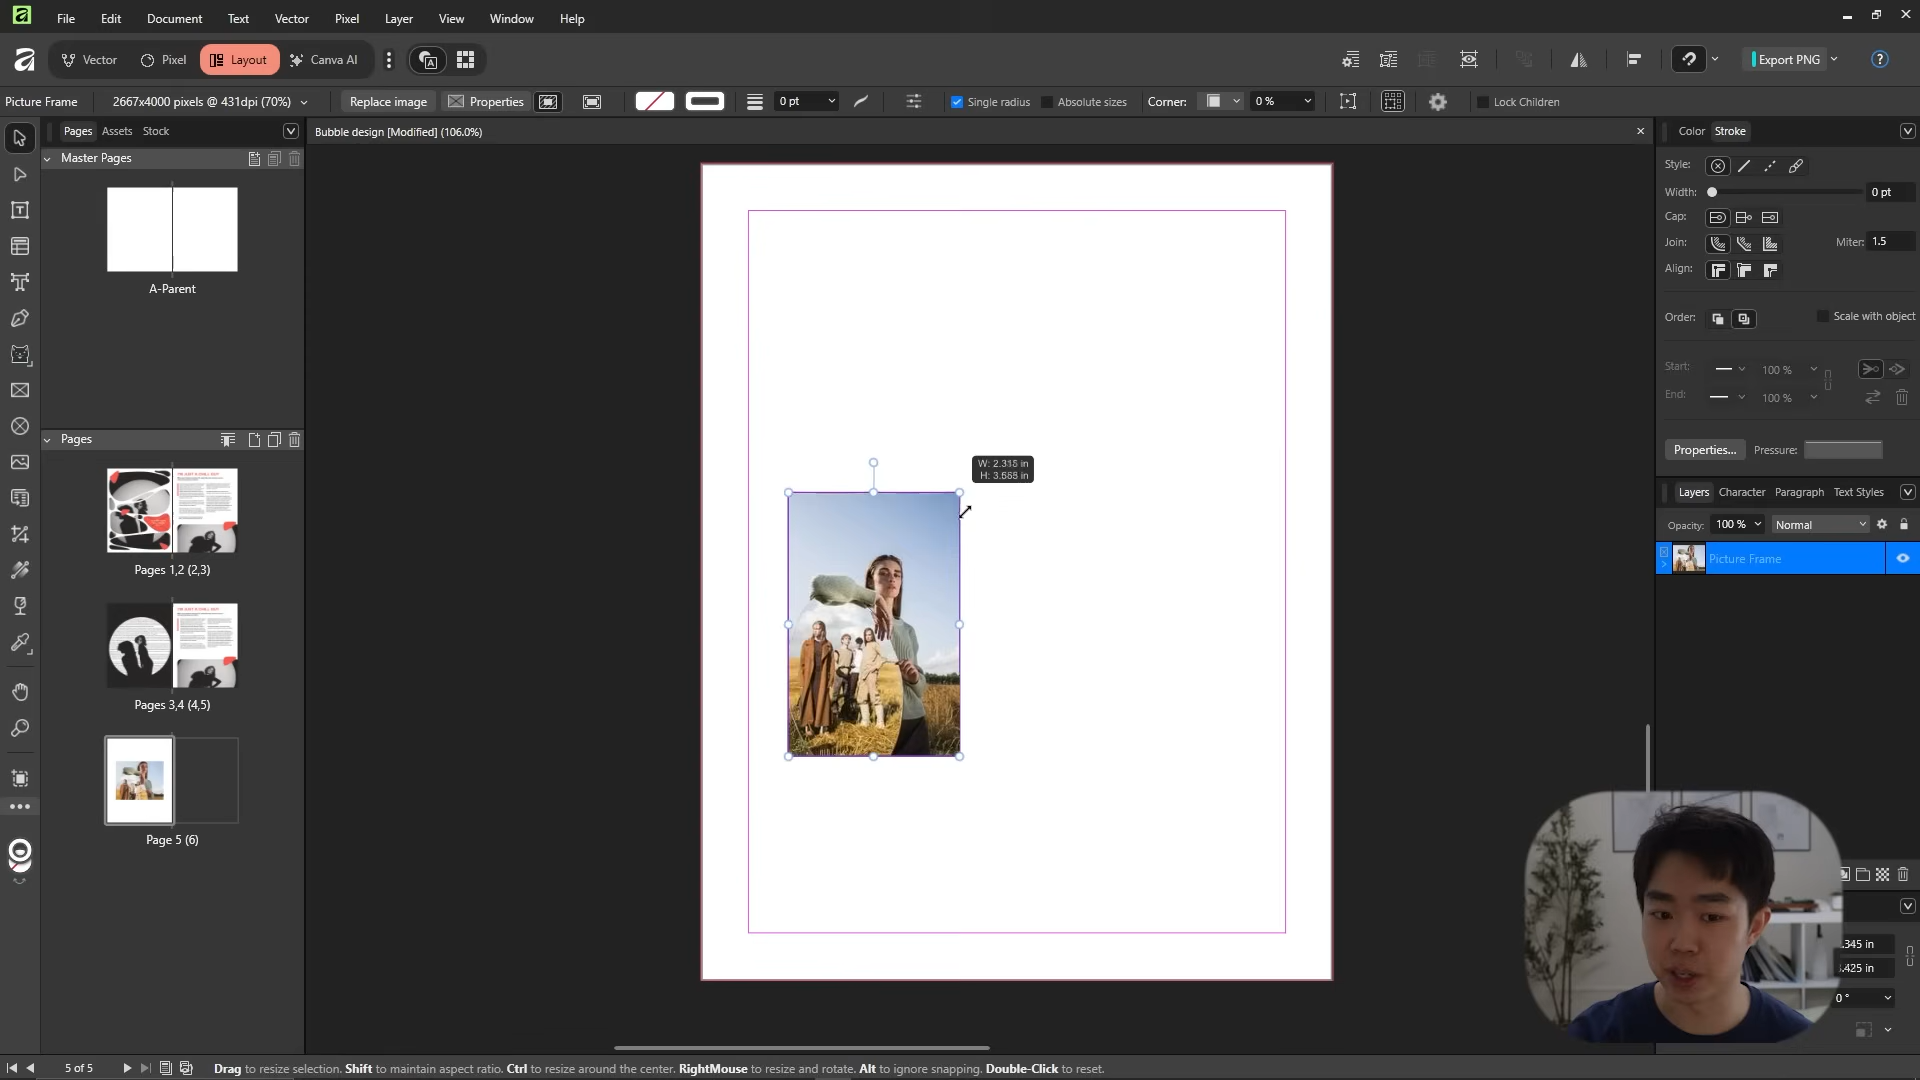 File Edit Document Text Vector Pixel Layer View Window Help
Vector Pixel Layout Canva AI Export PNG
Picture Frame 2667x4000 pixels @ 431dpi (70%) Replace image Properties 0 pt Single radius Absolute sizes Corner: 0 % Lock Children
Pages Assets Stock
Bubble design [Modified] (106.0%)
Color Stroke
Master Pages
A-Parent
Style:
Width: 0 pt
Cap:
Join: Miter: 1.5
Align:
Order: Scale with object
Start: 100 %
End: 100 %
Properties... Pressure:
Pages
Pages 1,2 (2,3)
Pages 3,4 (4,5)
Page 5 (6)
W: 2.315 in
H: 3.558 in
Layers Character Paragraph Text Styles
Opacity: 100 % Normal
Picture Frame
.345 in
.425 in
0 °
5 of 5 Drag to resize selection. Shift to maintain aspect ratio. Ctrl to resize around the center. RightMouse to resize and rotate. Alt to ignore snapping. Double-Click to reset.